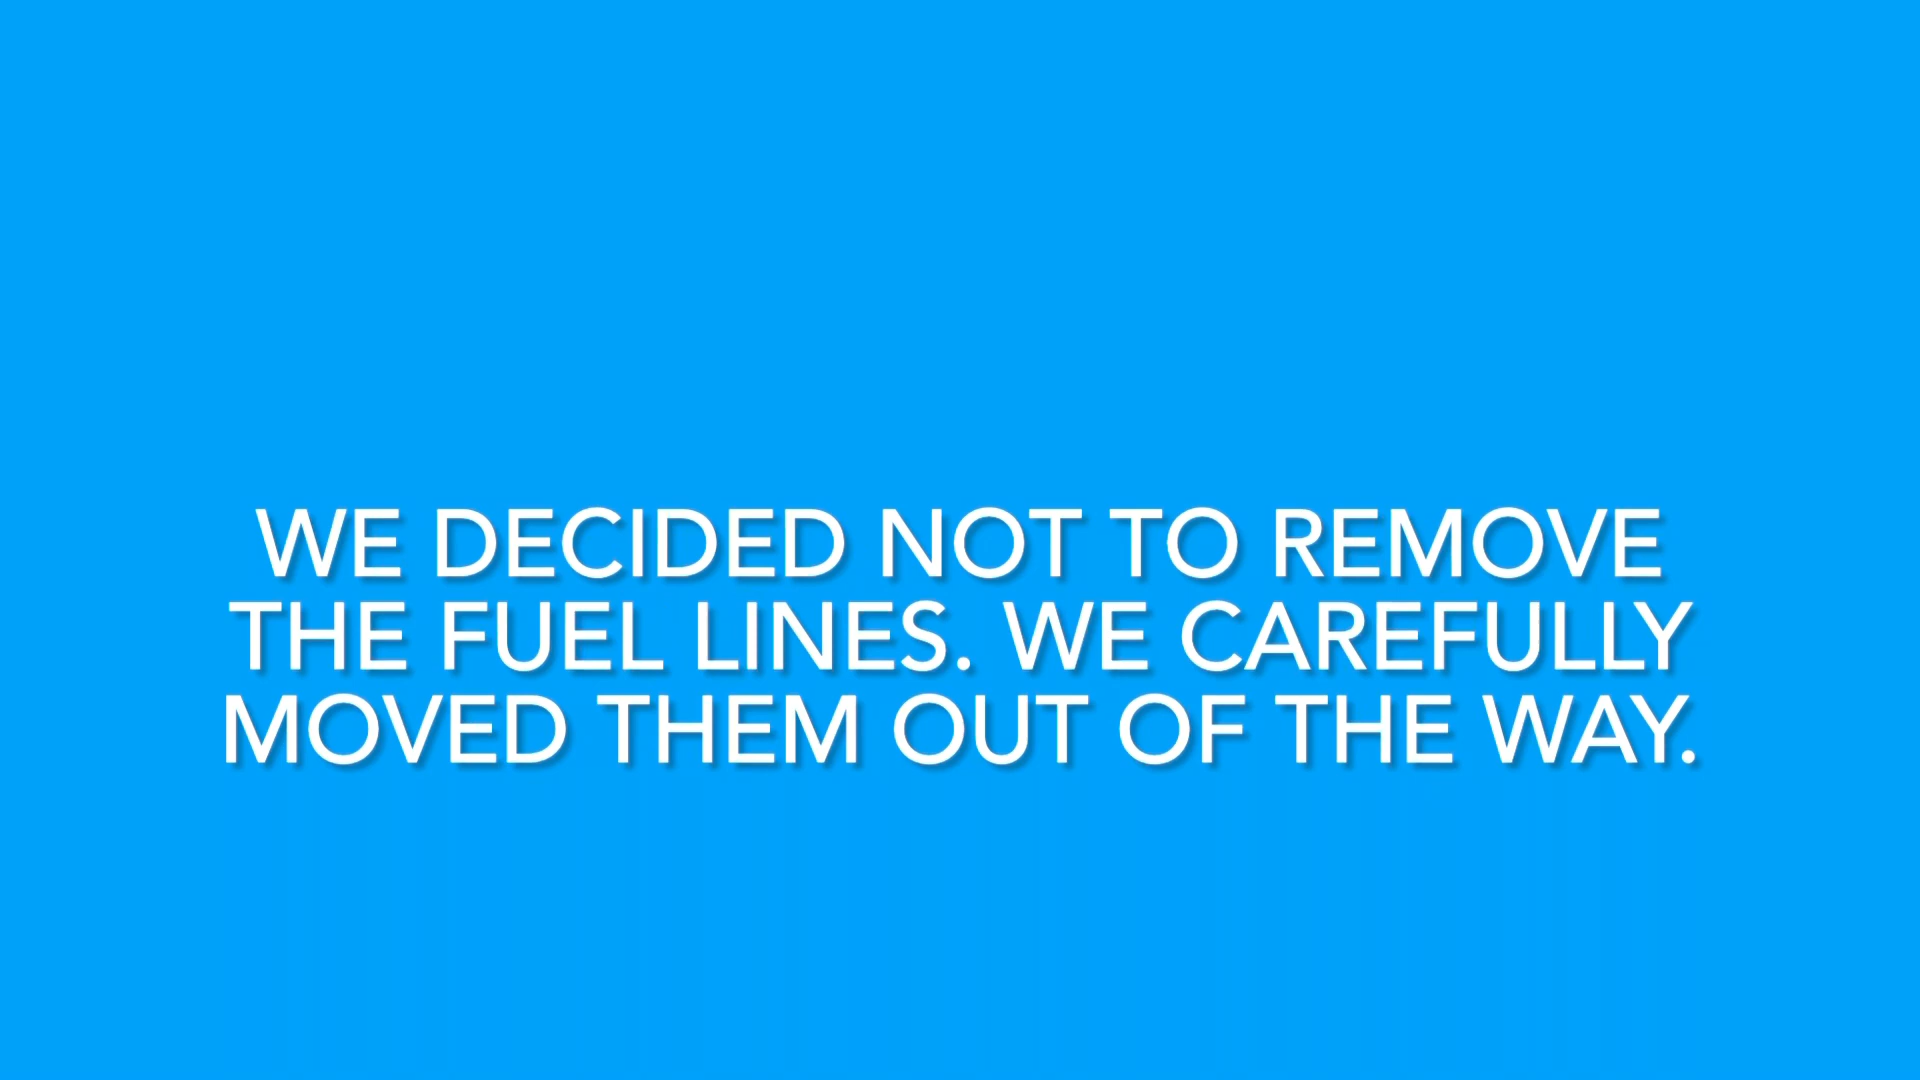 WE DECIDED NOT TO REMOVE
THE FUEL LINES. WE CAREFULLY
MOVED THEM OUT OF THE WAY.